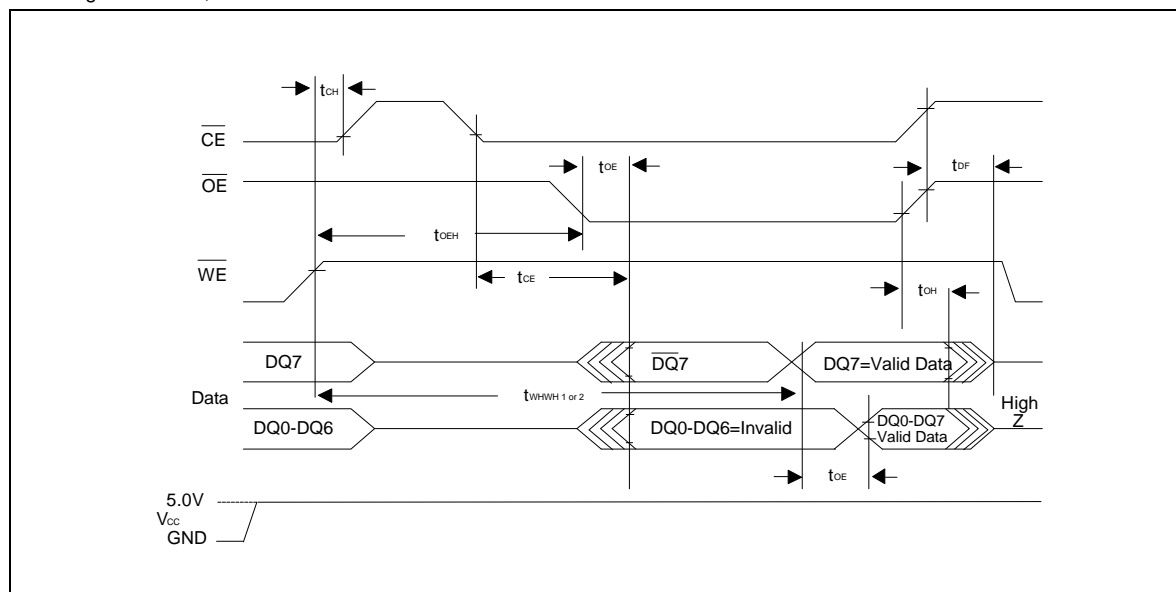 tCH
CE
tOE
tDF
OE
tOEH
WE
tCE
tOH
DQ7
DQ7
DQ7=Valid Data
Data
tWHWH 1 or 2
High
Z
DQ0-DQ6
DQ0-DQ6=Invalid
DQ0-DQ7
Valid Data
tOE
5.0V
VCC
GND